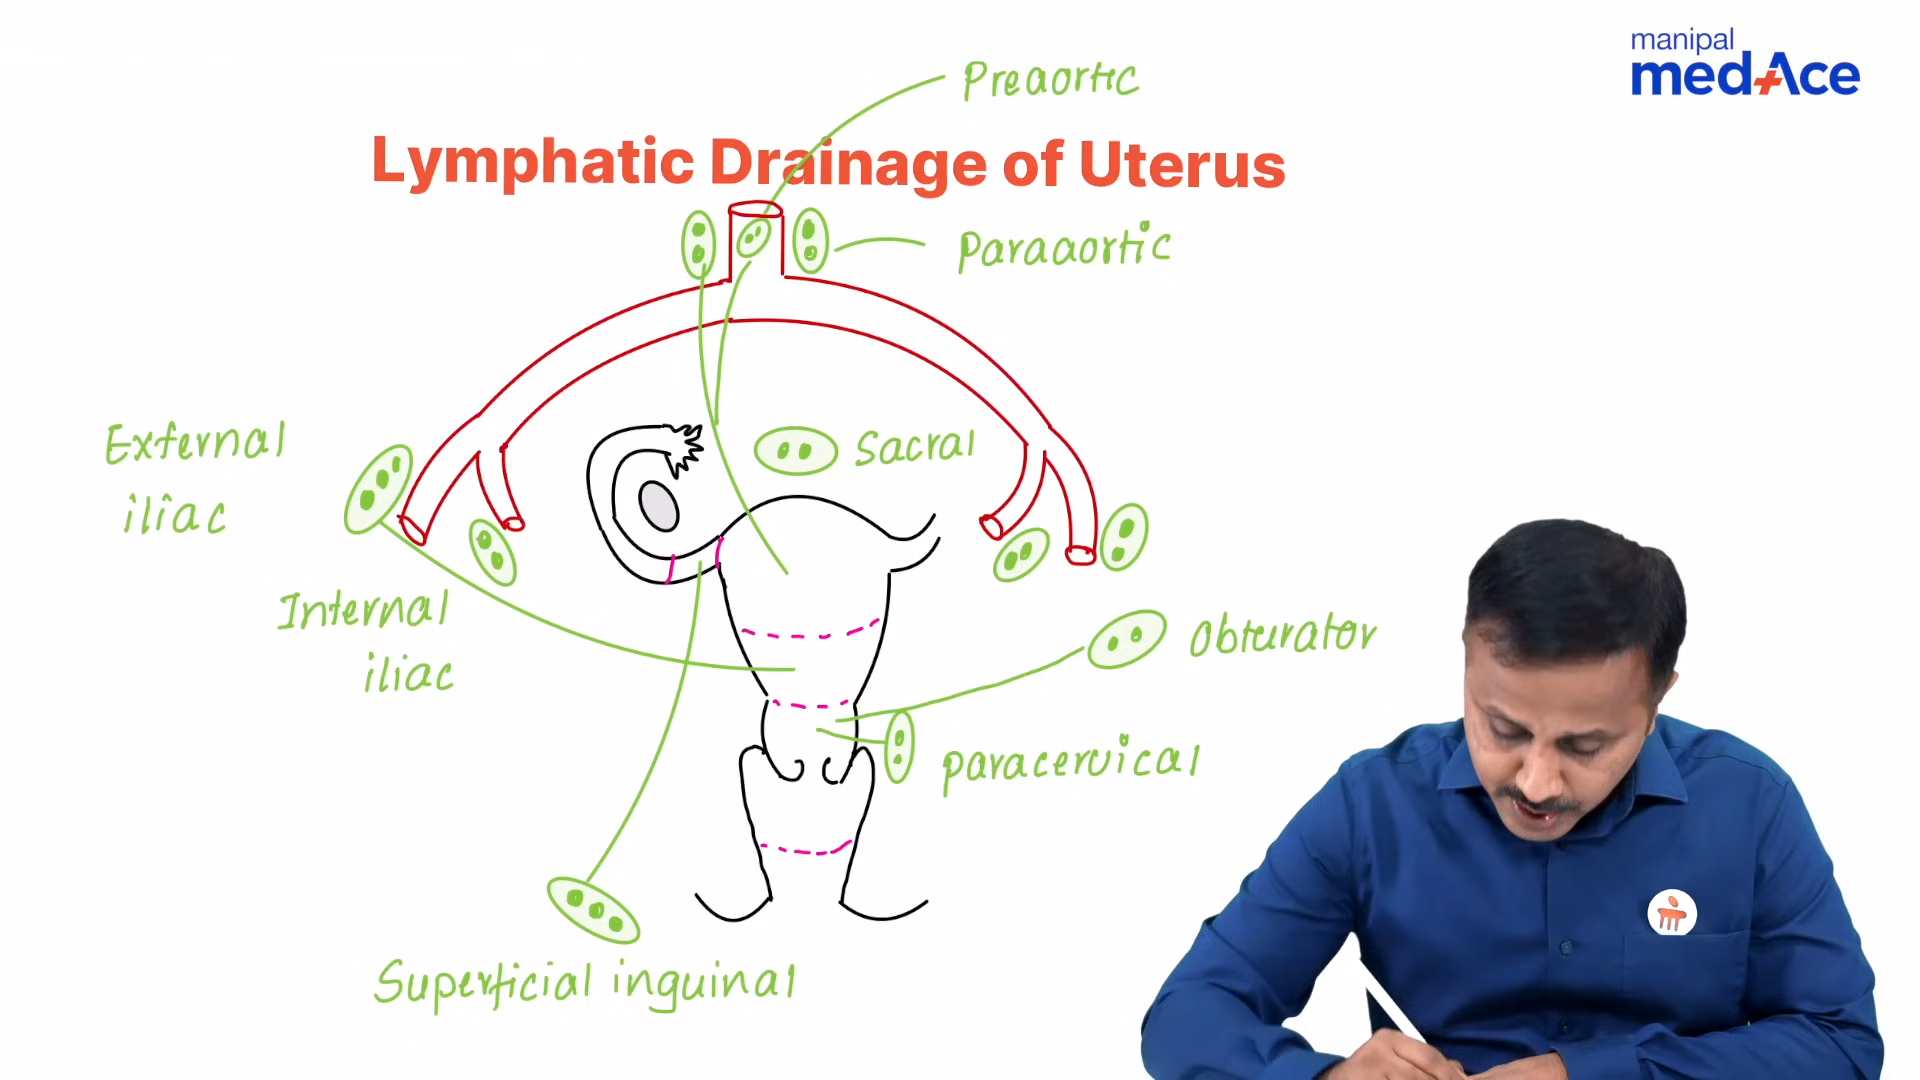 manipal
medAce
Preaortic
Lymphatic Drainage of Uterus
Paraaortic
External
iliac
Sacral
Internal
iliac
Obturator
paracervical
Superficial inguinal